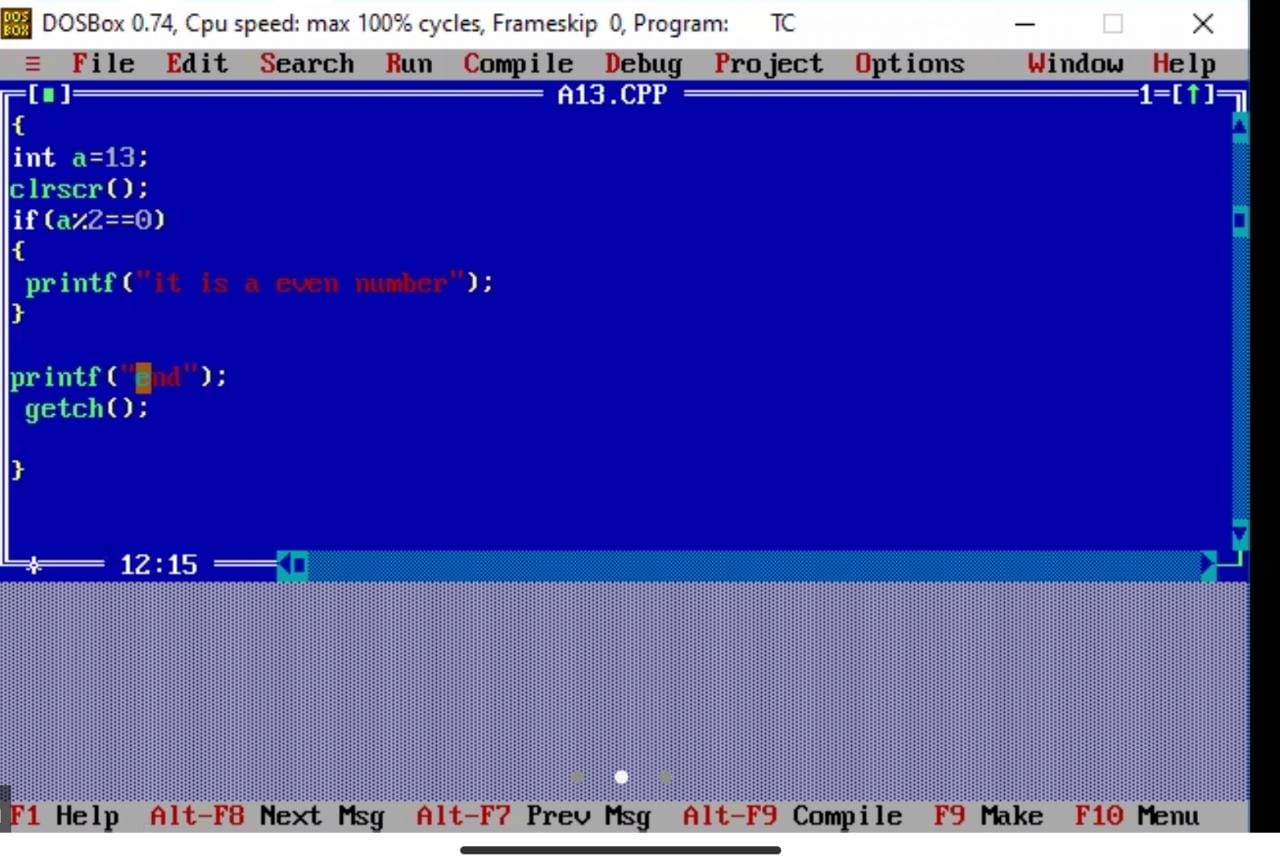 DOSBox 0.74, Cpu speed: max 100% cycles, Frameskip 0, Program: TC
≡ File Edit Search Run Compile Debug Project Options Window Help
[■] A13.CPP 1=[↑]
{
int a=13;
clrscr();
if(a%2==0)
{
printf("it is a even number");
}
printf("end");
getch();
}
12:15
F1 Help Alt-F8 Next Msg Alt-F7 Prev Msg Alt-F9 Compile F9 Make F10 Menu